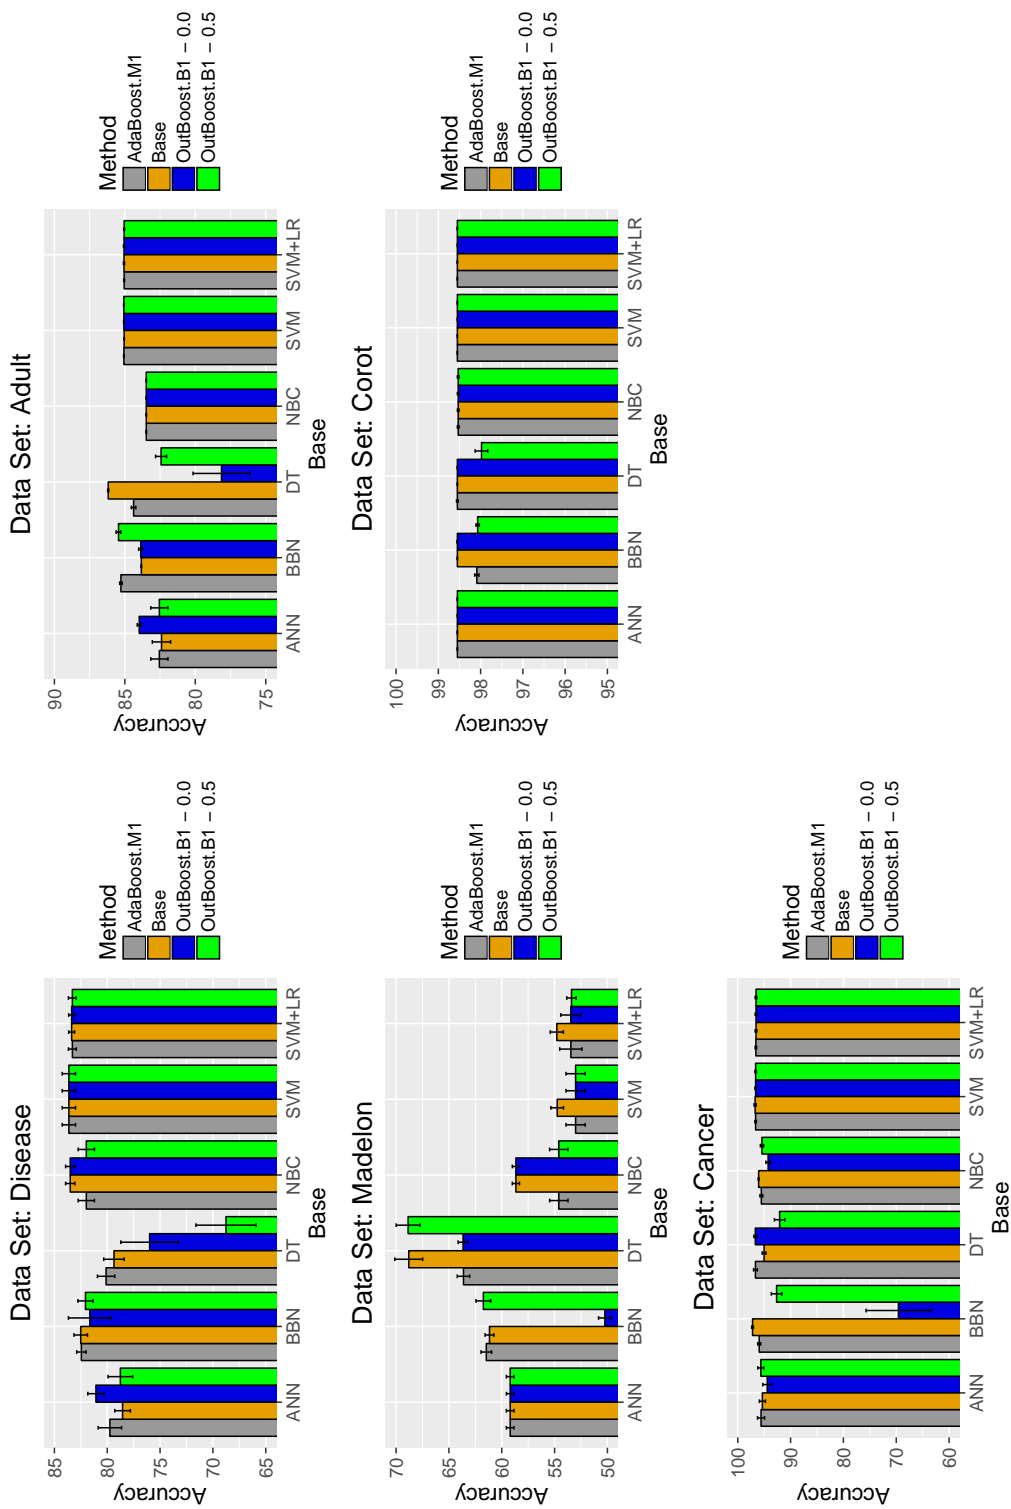 Data Set: Disease
Accuracy
85
80
75
70
65
ANN BBN DT NBC SVM SVM+LR
Base
Method
AdaBoost.M1
Base
OutBoost.B1 − 0.0
OutBoost.B1 − 0.5
Data Set: Adult
Accuracy
90
85
80
75
ANN BBN DT NBC SVM SVM+LR
Base
Method
AdaBoost.M1
Base
OutBoost.B1 − 0.0
OutBoost.B1 − 0.5
Data Set: Madelon
Accuracy
70
65
60
55
50
ANN BBN DT NBC SVM SVM+LR
Base
Method
AdaBoost.M1
Base
OutBoost.B1 − 0.0
OutBoost.B1 − 0.5
Data Set: Corot
Accuracy
100
99
98
97
96
95
ANN BBN DT NBC SVM SVM+LR
Base
Method
AdaBoost.M1
Base
OutBoost.B1 − 0.0
OutBoost.B1 − 0.5
Data Set: Cancer
Accuracy
100
90
80
70
60
ANN BBN DT NBC SVM SVM+LR
Base
Method
AdaBoost.M1
Base
OutBoost.B1 − 0.0
OutBoost.B1 − 0.5